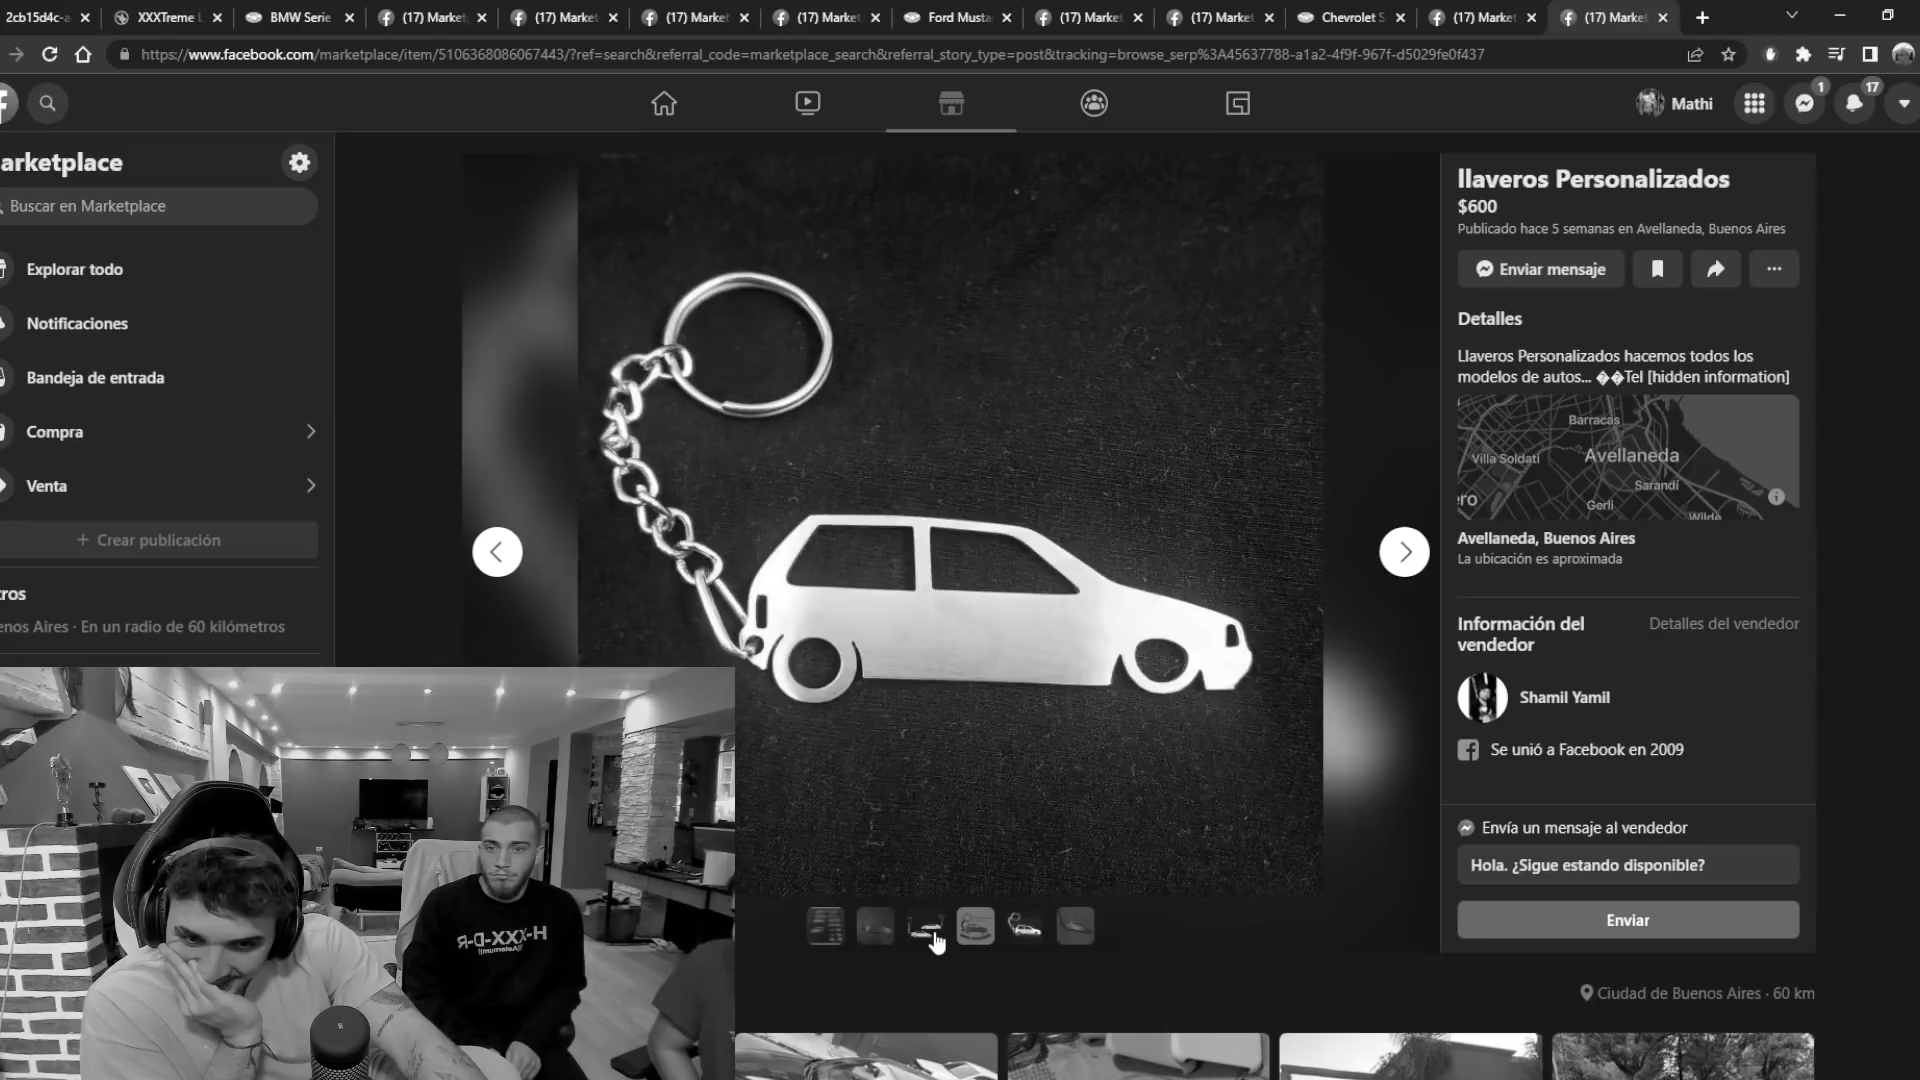 2cb15d4c-a
XXXTreme L
BMW Serie
(17) Market
(17) Market
(17) Market
(17) Market
Ford Musta
(17) Market
(17) Market
Chevrolet S
(17) Market
(17) Market
https://www.facebook.com/marketplace/item/5106368086067443/?ref=search&referral_code=marketplace_search&referral_story_type=post&tracking=browse_serp%3A45637788-a1a2-4f9f-967f-d5029fe0f437
Mathi
1
17
arketplace
Buscar en Marketplace
Explorar todo
Notificaciones
Bandeja de entrada
Compra
Venta
+ Crear publicación
ros
enos Aires · En un radio de 60 kilómetros
llaveros Personalizados
$600
Publicado hace 5 semanas en Avellaneda, Buenos Aires
Enviar mensaje
Detalles
Llaveros Personalizados hacemos todos los
modelos de autos... ��Tel [hidden information]
Barracas
Villa Soldati
Avellaneda
Sarandí
ero
Gerli
Wilde
Avellaneda, Buenos Aires
La ubicación es aproximada
Información del
vendedor
Detalles del vendedor
Shamil Yamil
Se unió a Facebook en 2009
Envía un mensaje al vendedor
Hola. ¿Sigue estando disponible?
Enviar
Ciudad de Buenos Aires · 60 km
H-XXX-D-R